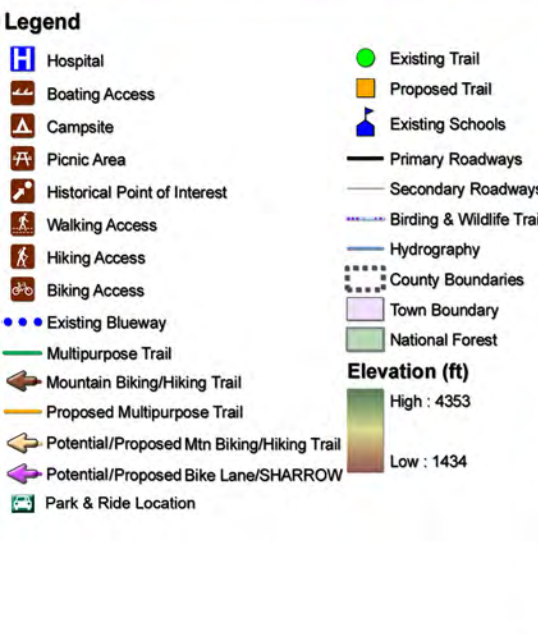 Legend
Hospital
Boating Access
Campsite
Picnic Area
Historical Point of Interest
Walking Access
Hiking Access
Biking Access
Existing Blueway
Multipurpose Trail
Mountain Biking/Hiking Trail
Proposed Multipurpose Trail
Potential/Proposed Mtn Biking/Hiking Trail
Potential/Proposed Bike Lane/SHARROW
Park & Ride Location
Existing Trail
Proposed Trail
Existing Schools
Primary Roadways
Secondary Roadways
Birding & Wildlife Trail
Hydrography
County Boundaries
Town Boundary
National Forest
Elevation (ft)
High : 4353
Low : 1434